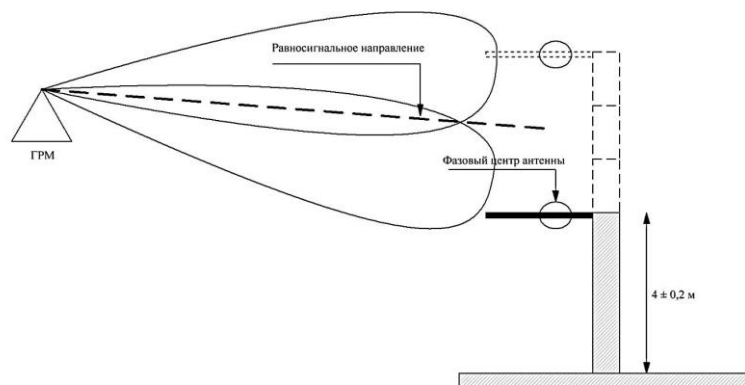 Равносигнальное направление
ГРМ
Фазовый центр антенны
4 ± 0,2 м